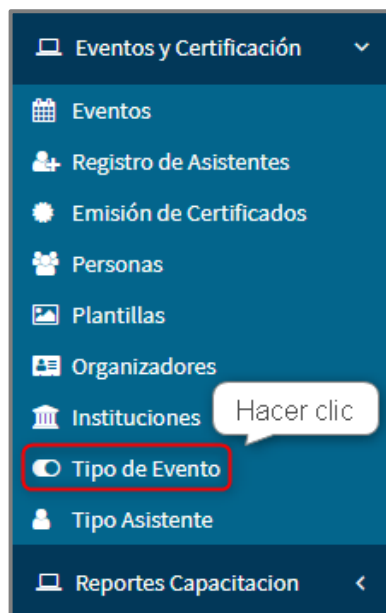 Eventos y Certificación
Eventos
Registro de Asistentes
Emisión de Certificados
Personas
Plantillas
Organizadores
Instituciones
Hacer clic
Tipo de Evento
Tipo Asistente
Reportes Capacitacion